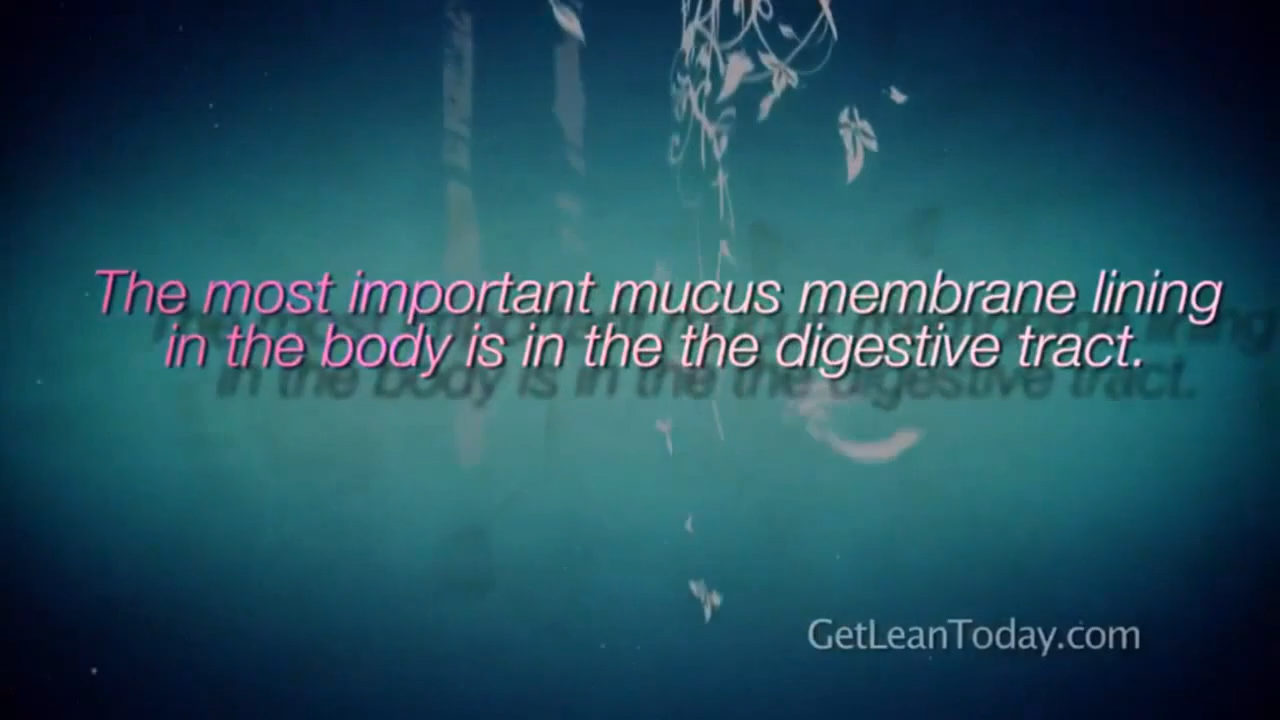 The most important mucus membrane lining
in the body is in the the digestive tract.
GetLeanToday.com